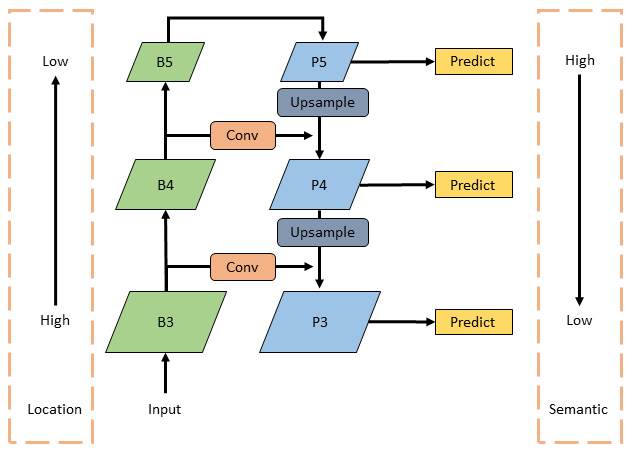 Low
High
Location
B5
B4
B3
Input
Conv
Conv
P5
Upsample
P4
Upsample
P3
Predict
Predict
Predict
High
Low
Semantic